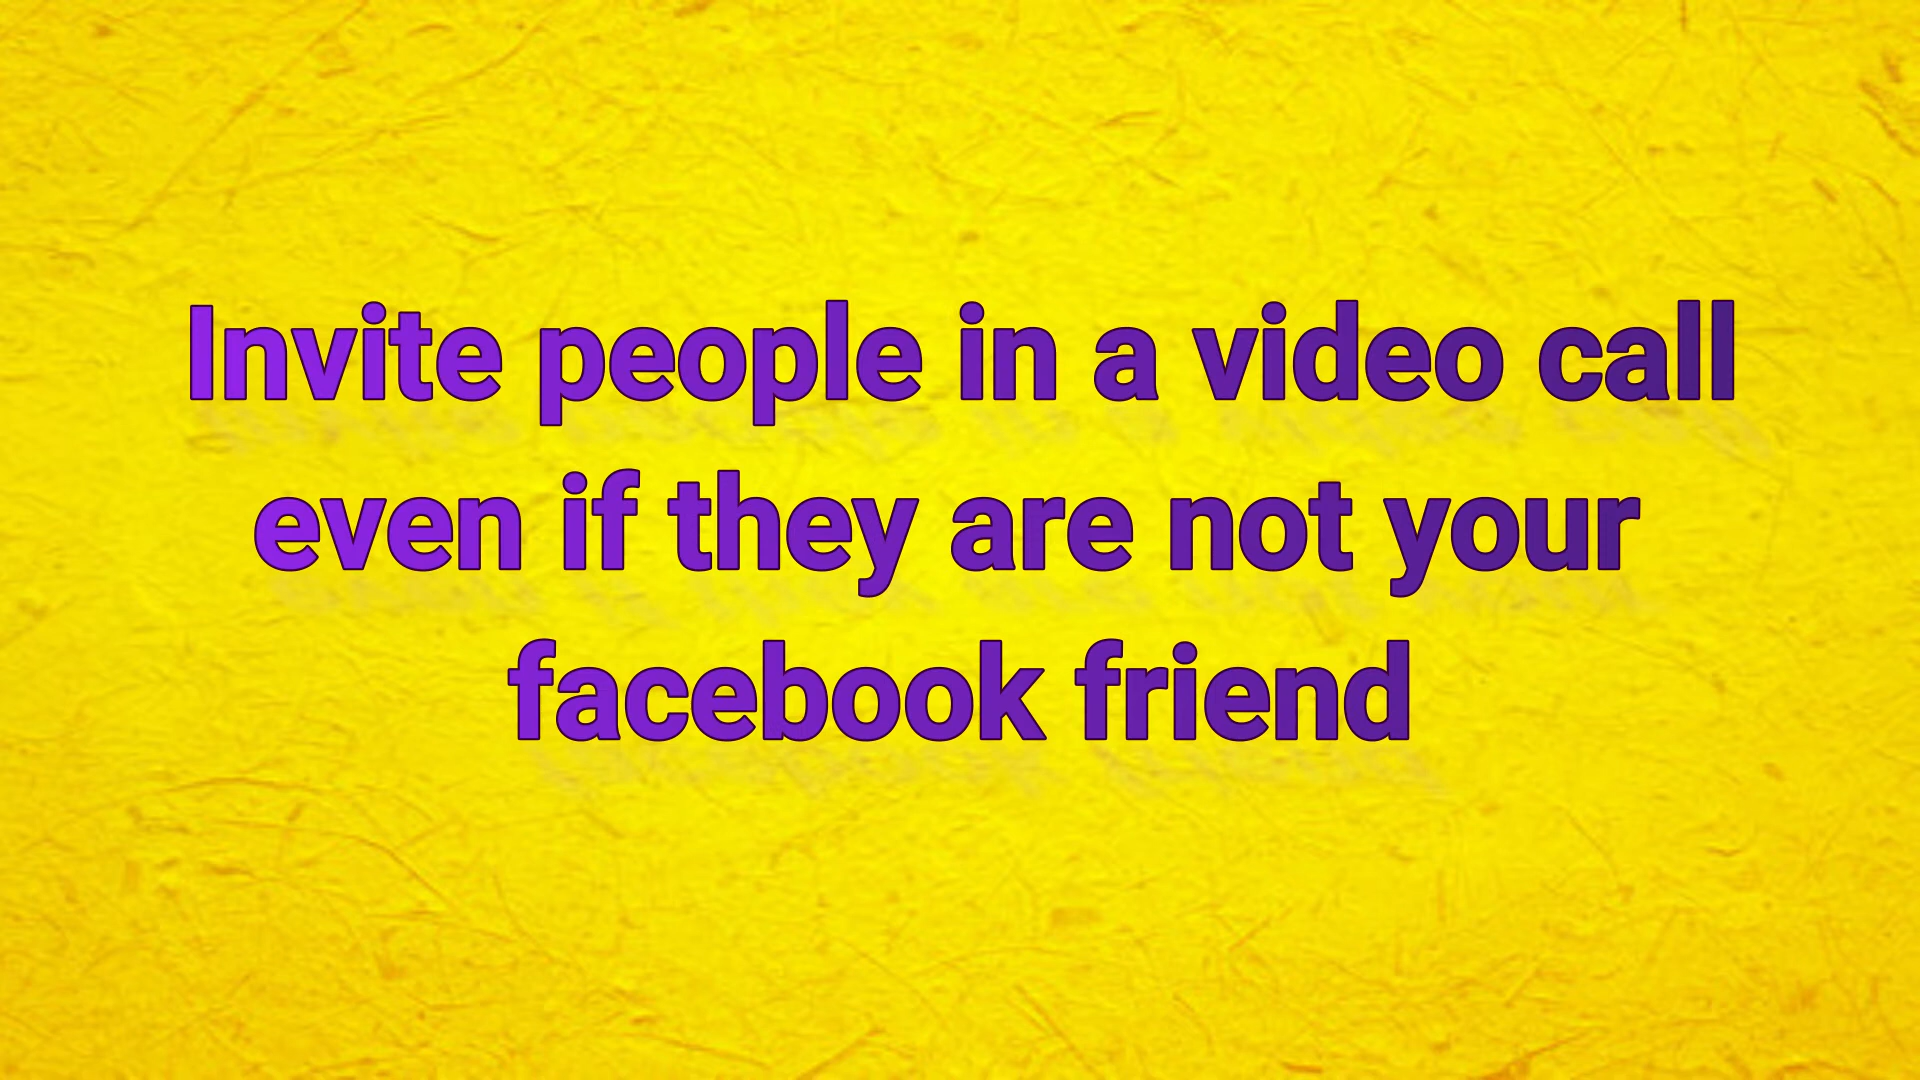 Invite people in a video call
even if they are not your
facebook friend